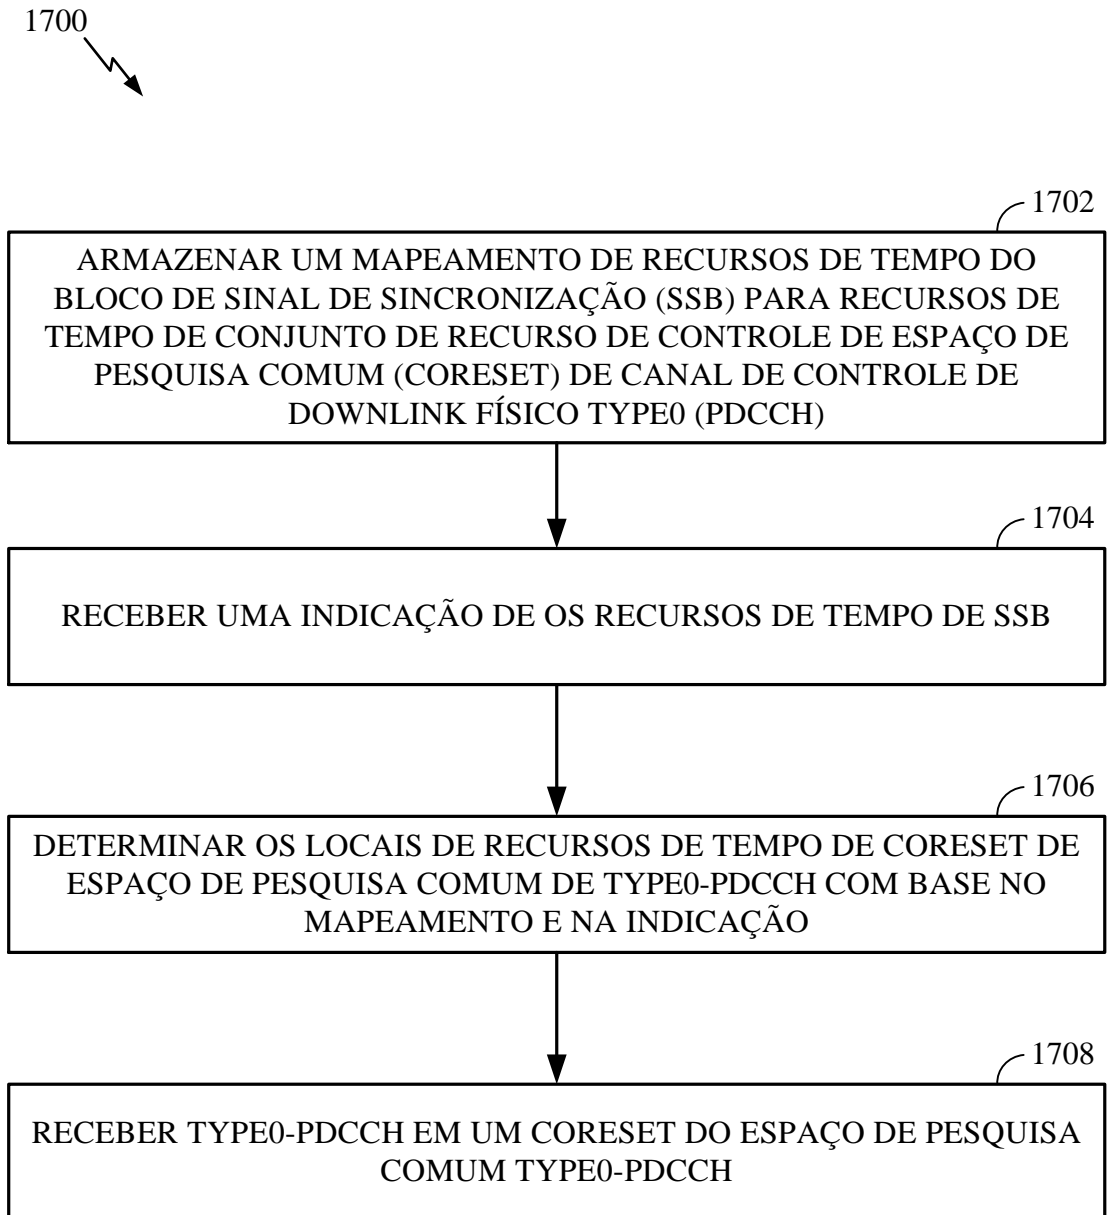 1700
1702
ARMAZENAR UM MAPEAMENTO DE RECURSOS DE TEMPO DO
BLOCO DE SINAL DE SINCRONIZAÇÃO (SSB) PARA RECURSOS DE
TEMPO DE CONJUNTO DE RECURSO DE CONTROLE DE ESPAÇO DE
PESQUISA COMUM (CORESET) DE CANAL DE CONTROLE DE
DOWNLINK FÍSICO TYPE0 (PDCCH)
1704
RECEBER UMA INDICAÇÃO DE OS RECURSOS DE TEMPO DE SSB
1706
DETERMINAR OS LOCAIS DE RECURSOS DE TEMPO DE CORESET DE
ESPAÇO DE PESQUISA COMUM DE TYPE0-PDCCH COM BASE NO
MAPEAMENTO E NA INDICAÇÃO
1708
RECEBER TYPE0-PDCCH EM UM CORESET DO ESPAÇO DE PESQUISA
COMUM TYPE0-PDCCH